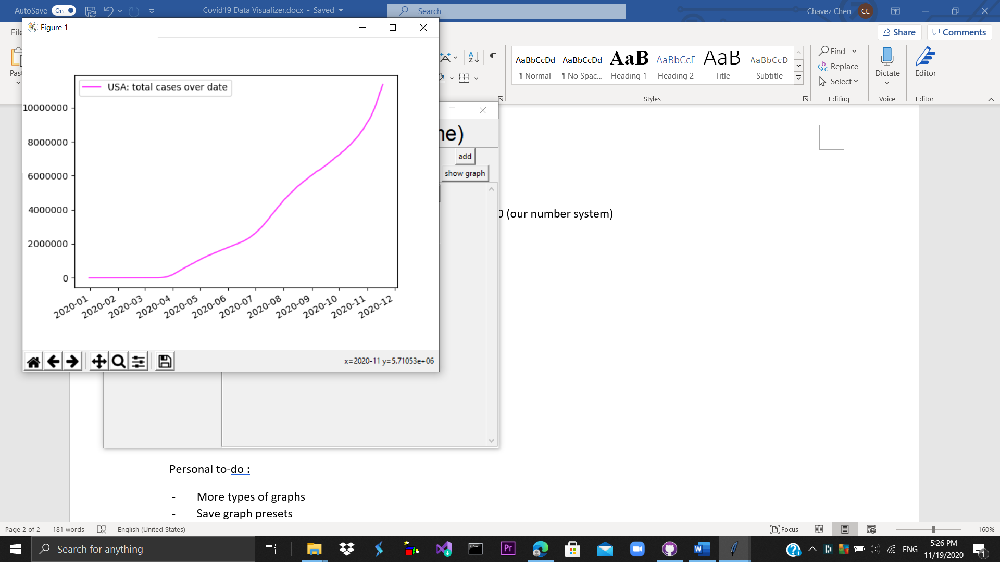 AutoSave On Covid19 Data Visualizer.docx - Saved Search Chavez Chen CC
Figure 1
File
Share Comments
Past
AaBbCcDd AaBbCcDd AaB AaBbCcE AaB AaBbCcD
¶ Normal ¶ No Spac... Heading 1 Heading 2 Title Subtitle
Styles
Find
Replace
Select
Editing
Dictate
Voice
Editor
Editor
USA: total cases over date
10000000
8000000
6000000
4000000
2000000
0
2020-01 2020-02 2020-03 2020-04 2020-05 2020-06 2020-07 2020-08 2020-09 2020-10 2020-11 2020-12
x=2020-11 y=5.71053e+06
ne)
add
show graph
0 (our number system)
Personal to-do :
- More types of graphs
- Save graph presets
Page 2 of 2 181 words English (United States) Focus 160%
Search for anything
ENG
5:26 PM
11/19/2020
1